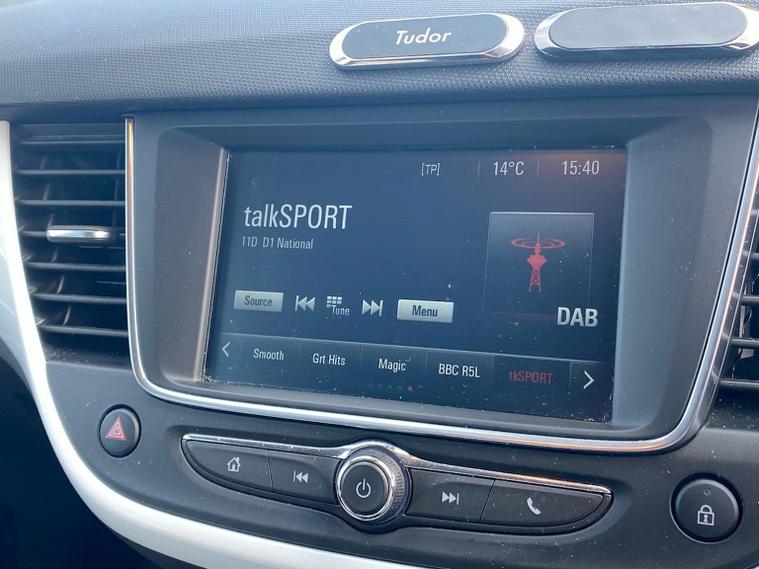 Tudor
[TP] 14°C 15:40
talkSPORT
11D D1 National
Source Tune Menu
DAB
Smooth Grt Hits Magic BBC R5L tkSPORT